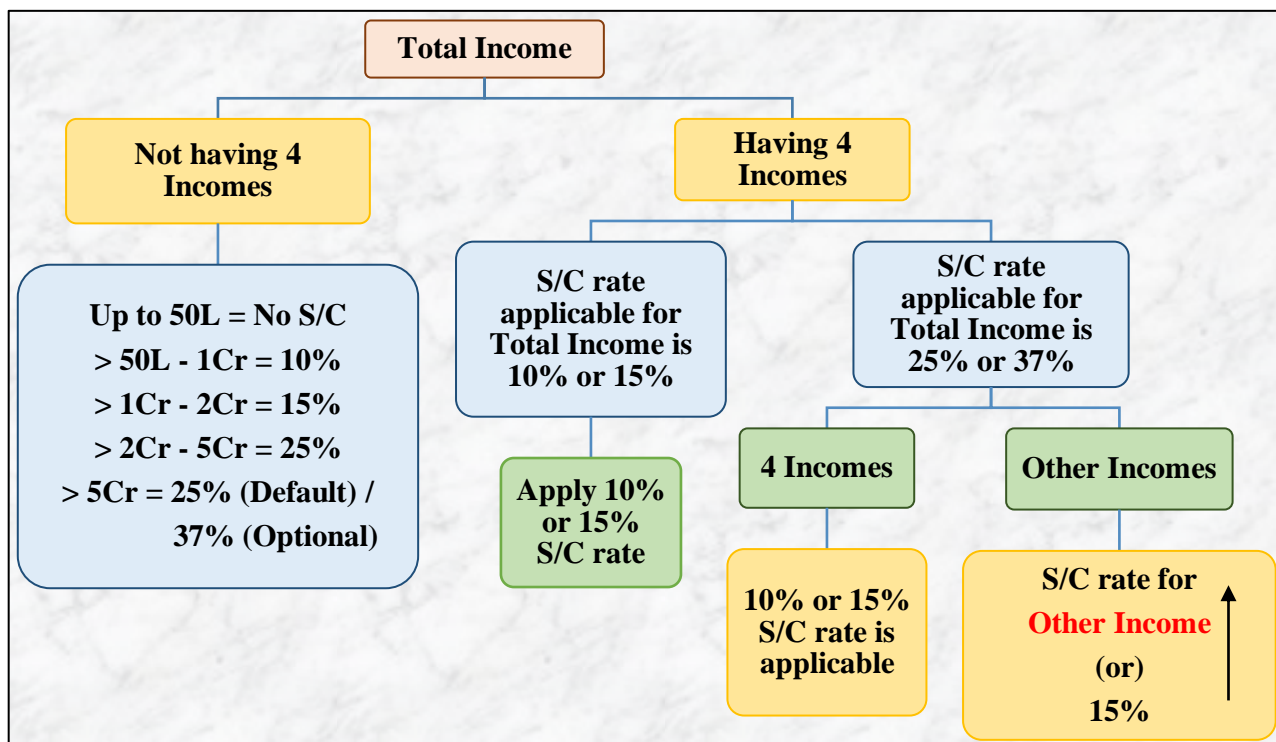 Total Income
Not having 4
Incomes
Having 4
Incomes
Up to 50L = No S/C
> 50L - 1Cr = 10%
> 1Cr - 2Cr = 15%
> 2Cr - 5Cr = 25%
> 5Cr = 25% (Default) /
37% (Optional)
S/C rate
applicable for
Total Income is
10% or 15%
Apply 10%
or 15%
S/C rate
S/C rate
applicable for
Total Income is
25% or 37%
4 Incomes
10% or 15%
S/C rate is
applicable
Other Incomes
S/C rate for
Other Income
(or)
15%